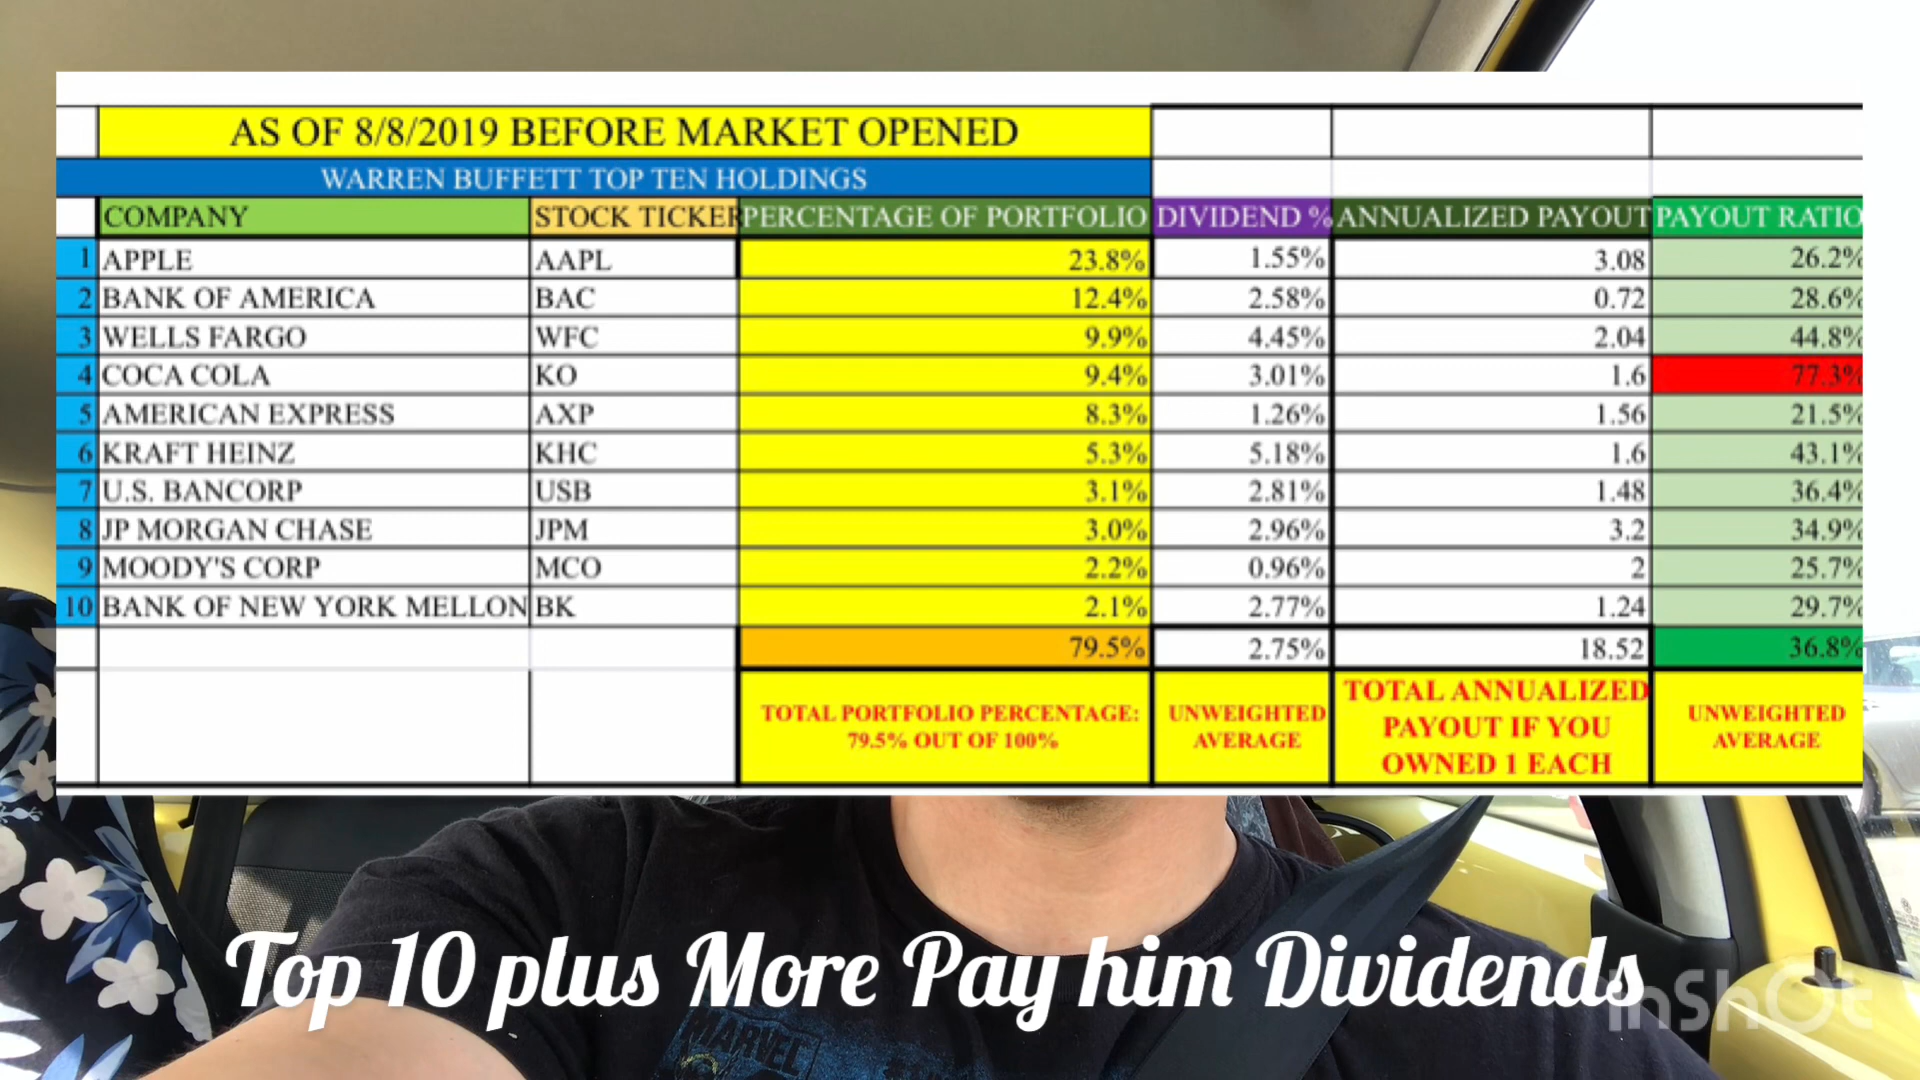 AS OF 8/8/2019 BEFORE MARKET OPENED
WARREN BUFFETT TOP TEN HOLDINGS
COMPANY STOCK TICKER PERCENTAGE OF PORTFOLIO DIVIDEND % ANNUALIZED PAYOUT PAYOUT RATIO
1 APPLE AAPL 23.8% 1.55% 3.08 26.2%
2 BANK OF AMERICA BAC 12.4% 2.58% 0.72 28.6%
3 WELLS FARGO WFC 9.9% 4.45% 2.04 44.8%
4 COCA COLA KO 9.4% 3.01% 1.6 77.3%
5 AMERICAN EXPRESS AXP 8.3% 1.26% 1.56 21.5%
6 KRAFT HEINZ KHC 5.3% 5.18% 1.6 43.1%
7 U.S. BANCORP USB 3.1% 2.81% 1.48 36.4%
8 JP MORGAN CHASE JPM 3.0% 2.96% 3.2 34.9%
9 MOODY'S CORP MCO 2.2% 0.96% 2 25.7%
10 BANK OF NEW YORK MELLON BK 2.1% 2.77% 1.24 29.7%
79.5% 2.75% 18.52 36.8%
TOTAL PORTFOLIO PERCENTAGE:
79.5% OUT OF 100%
UNWEIGHTED
AVERAGE
TOTAL ANNUALIZED
PAYOUT IF YOU
OWNED 1 EACH
UNWEIGHTED
AVERAGE
Top 10 plus More Pay him Dividends
InShOt
MARVEL